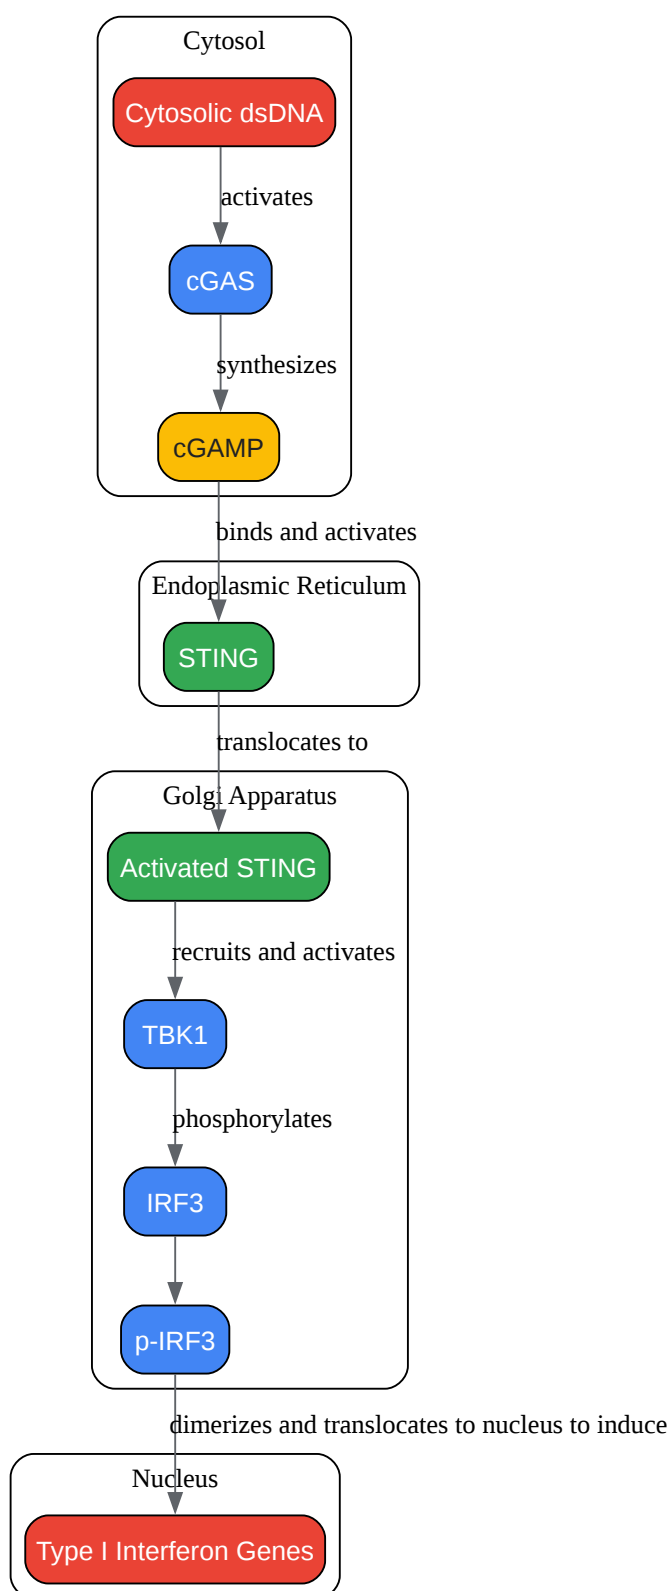 Cytosol
Cytosolic dsDNA
activates
cGAS
synthesizes
cGAMP
binds and activates
Endoplasmic Reticulum
STING
translocates to
Golgi Apparatus
Activated STING
recruits and activates
TBK1
phosphorylates
IRF3
p-IRF3
dimerizes and translocates to nucleus to induce
Nucleus
Type I Interferon Genes